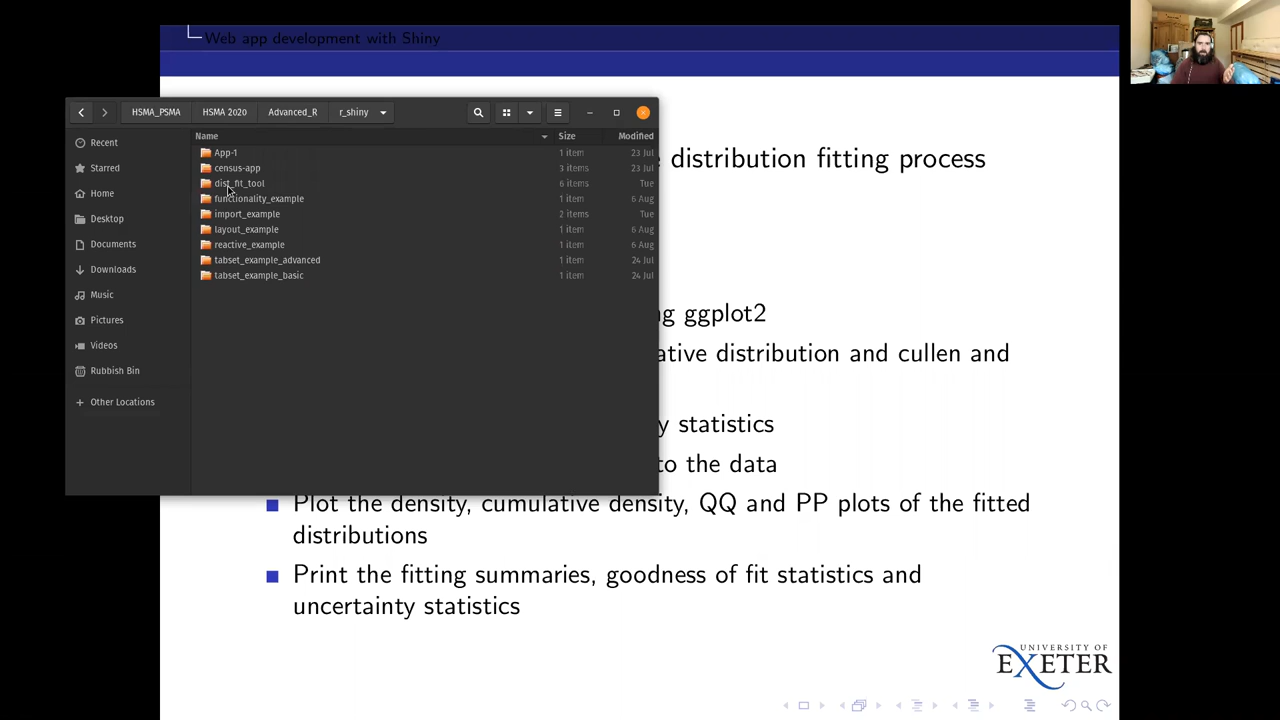 Web app development with Shiny
HSMA_PSMA HSMA 2020 Advanced_R r_shiny
Name Size Modified
Recent
Starred
Home
Desktop
Documents
Downloads
Music
Pictures
Videos
Rubbish Bin
+ Other Locations
App-1 1 item 23 Jul
census-app 3 items 23 Jul
dist_fit_tool 6 items Tue
functionality_example 1 item 6 Aug
import_example 2 items Tue
layout_example 1 item 6 Aug
reactive_example 1 item 6 Aug
tabset_example_advanced 1 item 24 Jul
tabset_example_basic 1 item 24 Jul
distribution fitting process
ggplot2
distribution and cullen and
statistics
to the data
Plot the density, cumulative density, QQ and PP plots of the fitted
distributions
Print the fitting summaries, goodness of fit statistics and
uncertainty statistics
UNIVERSITY OF
EXETER